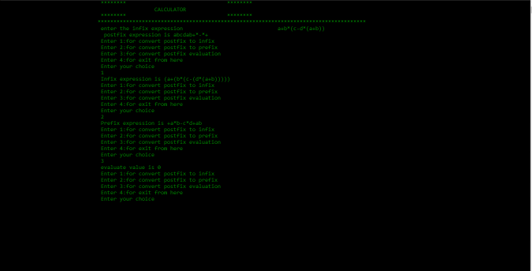 ********          ********
CALCULATOR
********          ********
************************************************************************************
enter the infix expression          a+b*(c-d*(a+b))
postfix expression is abcdab+*-*+
Enter 1:for convert postfix to infix
Enter 2:for convert postfix to prefix
Enter 3:for convert postfix evaluation
Enter 4:for exit from here
Enter your choice
1
infix expression is (a+(b*(c-(d*(a+b)))))
Enter 1:for convert postfix to infix
Enter 2:for convert postfix to prefix
Enter 3:for convert postfix evaluation
Enter 4:for exit from here
Enter your choice
2
Prefix expression is +a*b-c*d+ab
Enter 1:for convert postfix to infix
Enter 2:for convert postfix to prefix
Enter 3:for convert postfix evaluation
Enter 4:for exit from here
Enter your choice
3
evaluate value is 0
Enter 1:for convert postfix to infix
Enter 2:for convert postfix to prefix
Enter 3:for convert postfix evaluation
Enter 4:for exit from here
Enter your choice